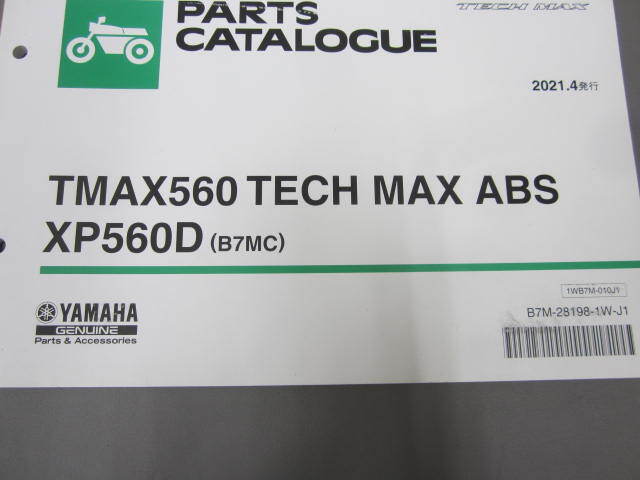 PARTS
CATALOGUE
TECH MAX
2021.4発行
TMAX560 TECH MAX ABS
XP560D (B7MC)
1WB7M-010J1
B7M-28198-1W-J1
YAMAHA
GENUINE
Parts & Accessories